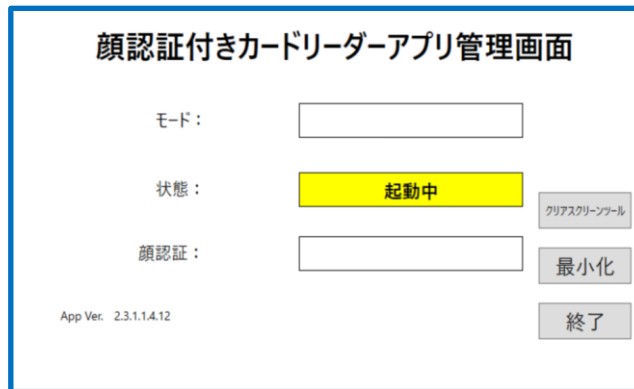 顔認証付きカードリーダーアプリ管理画面
モード：
状態：
起動中
クリアスクリーンツール
顔認証：
最小化
App Ver. 2.3.1.1.4.12
終了